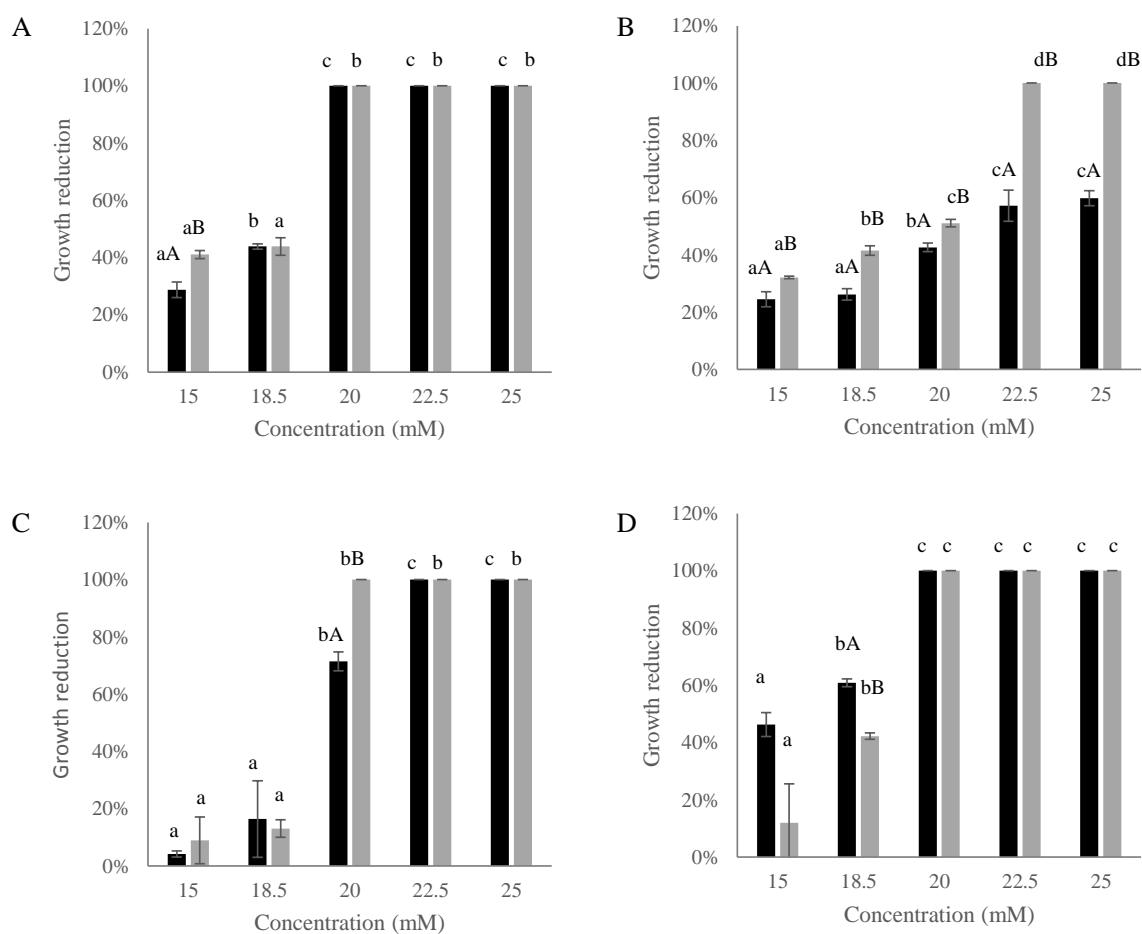 A
120%
100%
80%
60%
40%
20%
0%
Growth reduction
aA aB b a c b c b c b
15 18.5 20 22.5 25
Concentration (mM)
B
120%
100%
80%
60%
40%
20%
0%
Growth reduction
aA aB aA bB bA cB cA dB cA dB
15 18.5 20 22.5 25
Concentration (mM)
C
120%
100%
80%
60%
40%
20%
0%
Growth reduction
a a a a bA bB c b c b
15 18.5 20 22.5 25
Concentration (mM)
D
120%
100%
80%
60%
40%
20%
0%
Growth reduction
a a bA bB c c c c c c
15 18.5 20 22.5 25
Concentration (mM)